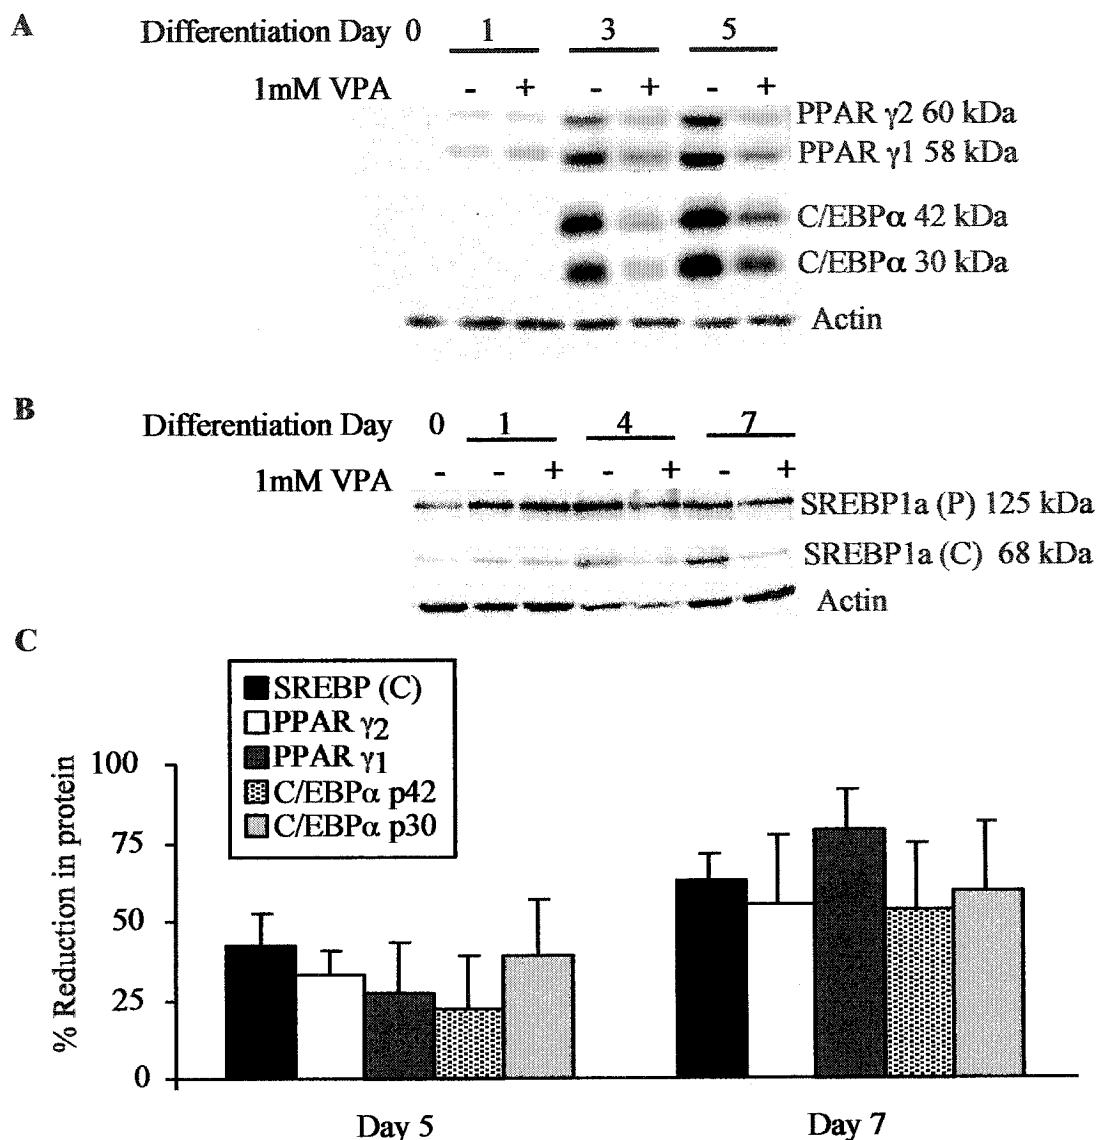 A
Differentiation Day 0 1 3 5
1mM VPA - + - + - +
PPAR γ2 60 kDa
PPAR γ1 58 kDa
C/EBPα 42 kDa
C/EBPα 30 kDa
Actin
B
Differentiation Day 0 1 4 7
1mM VPA - - + - + - +
SREBP1a (P) 125 kDa
SREBP1a (C) 68 kDa
Actin
C
SREBP (C)
PPAR γ2
PPAR γ1
C/EBPα p42
C/EBPα p30
% Reduction in protein
100
75
50
25
0
Day 5 Day 7